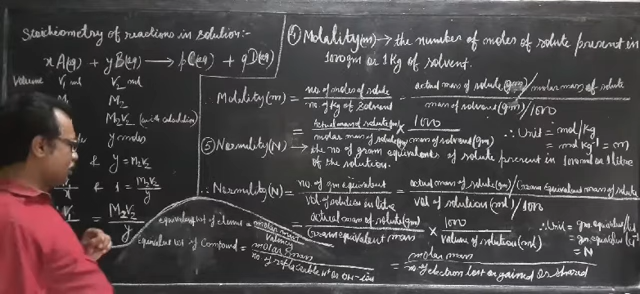 Stoichiometry of reactions in solution:-
xA(aq) + yB(aq) → pC(aq) + qD(aq)
Volume V₁ ml V₂ ml
M₂
M₂V₂
y moles
& y = M₂V₂
& 1 = M₂V₂/y
= M₂V₂/y
④ Molality(m) → the number of moles of solute present in
1000gm or 1Kg of solvent.
∴ Molality(m) = no. of moles of solute / no. of kg of solvent = actual mass of solute (gm) / molar mass of solute / mass of solvent (gm) / 1000
= actual mass of solute (gm) / molar mass of solute × 1000 / mass of solvent (gm)
∴ Unit = mol/kg
= mol kg⁻¹ = m
⑤ Normality(N) → the no of gram equivalents of solute present in 1000ml or 1 litre
of the solution.
∴ Normality(N) = no of gm equivalent / vol of solution in litre = actual mass of solute (gm) / Gram equivalent mass of solute / vol of solution (ml) / 1000
= actual mass of solute (gm) / Gram equivalent mass × 1000 / volume of solution (ml)
∴ Unit = gm.equivalent/
= gm.equivalent
= N
equivalent wt of element = molar mass / Valency
equivalent wt of Compound = molar mass / no. of replaceable H⁺ or OH⁻ ion
= molar mass / no of electron lost or gained or shared